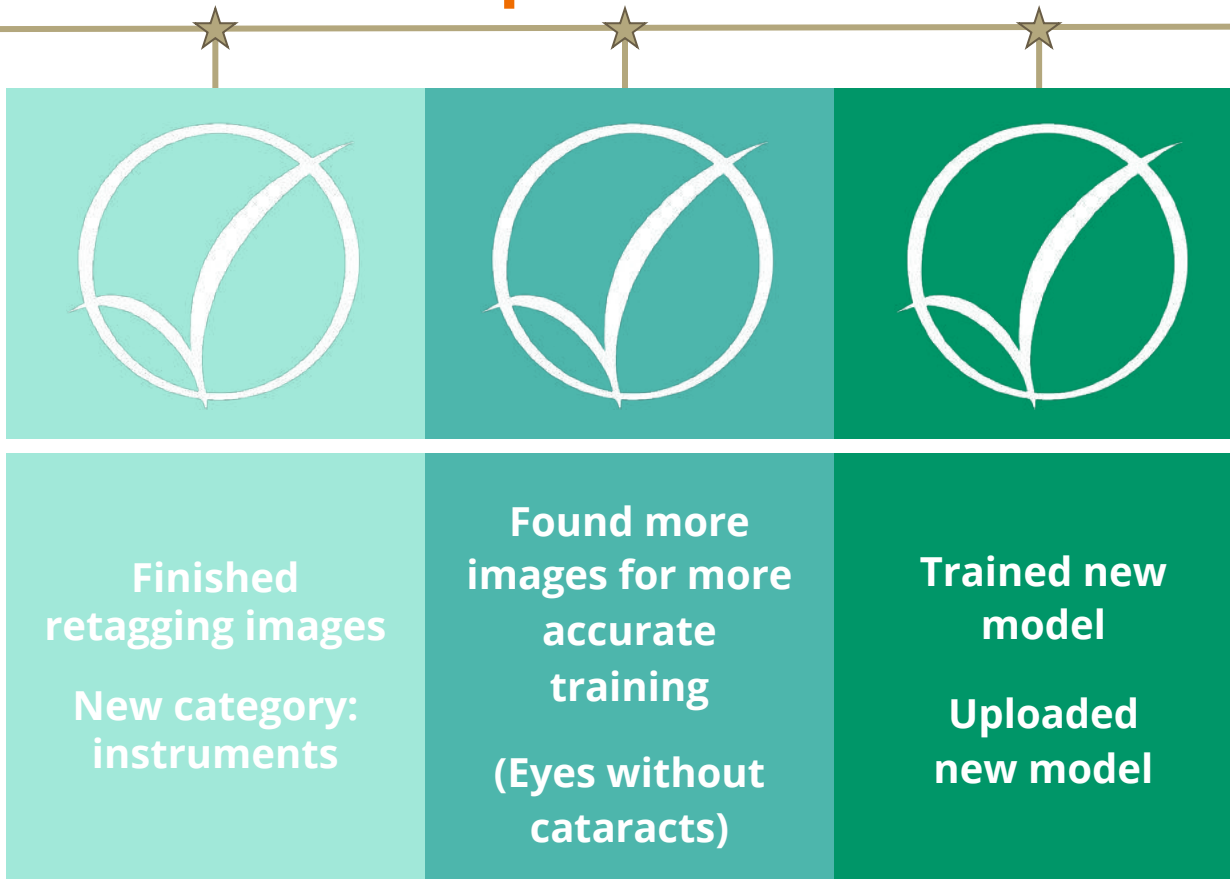 Finished
retagging images
New category:
instruments
Found more
images for more
accurate
training
(Eyes without
cataracts)
Trained new
model
Uploaded
new model